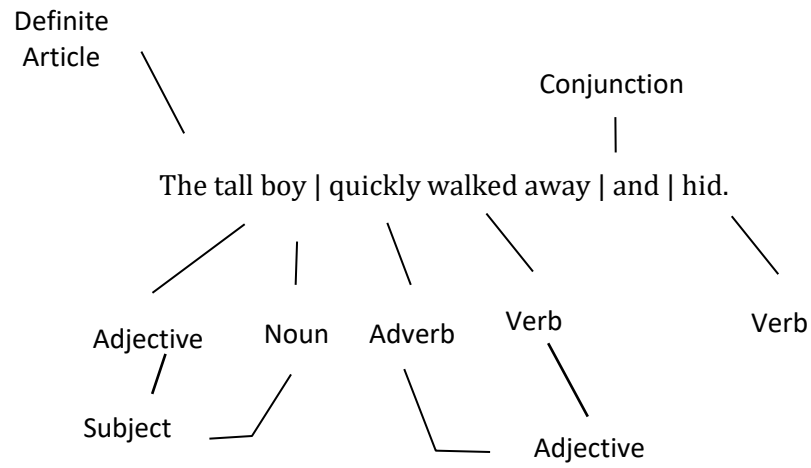 Definite
Article
Conjunction
The tall boy | quickly walked away | and | hid.
Adjective
Noun
Adverb
Verb
Verb
Subject
Adjective